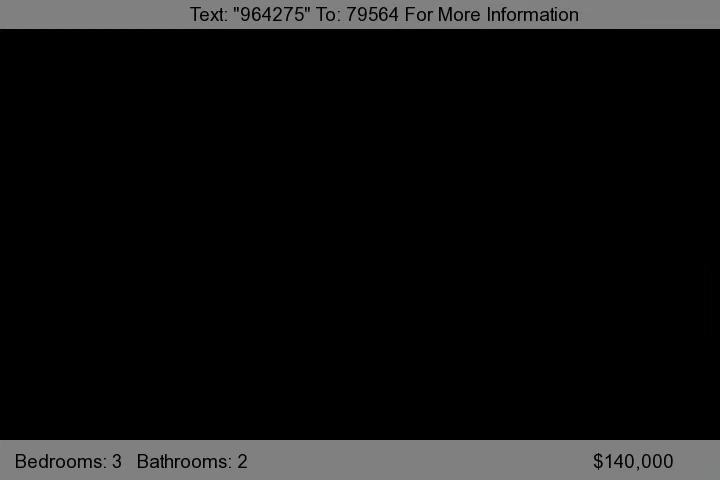 Text: "964275" To: 79564 For More Information
Bedrooms: 3 Bathrooms: 2 $140,000